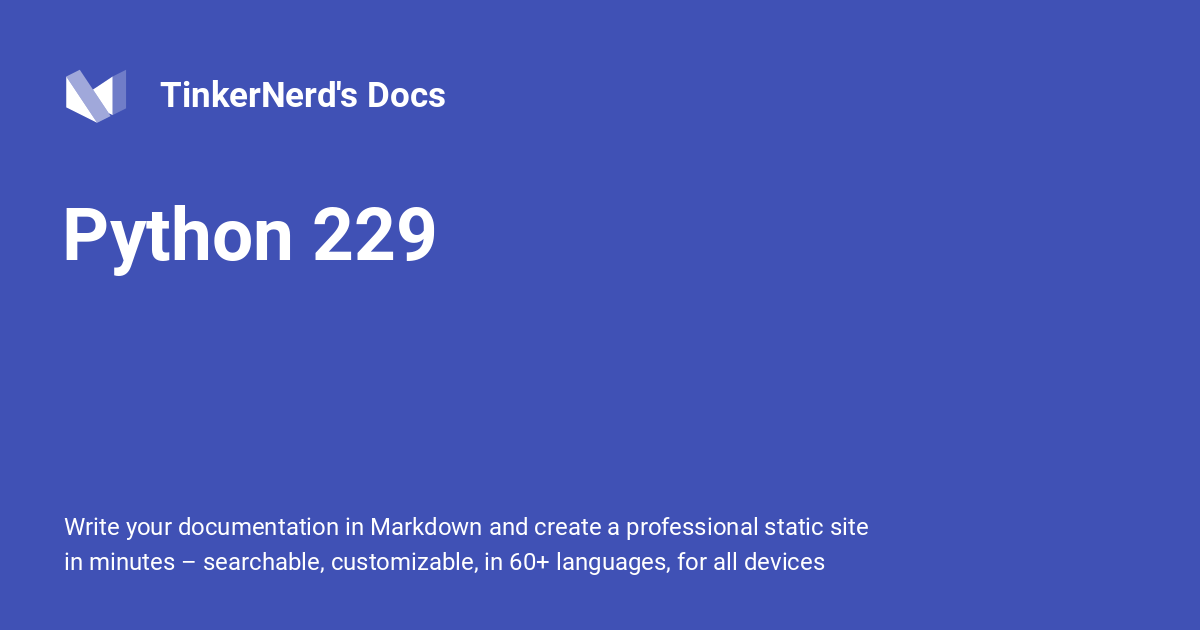 TinkerNerd's Docs
Python 229
Write your documentation in Markdown and create a professional static site
in minutes – searchable, customizable, in 60+ languages, for all devices